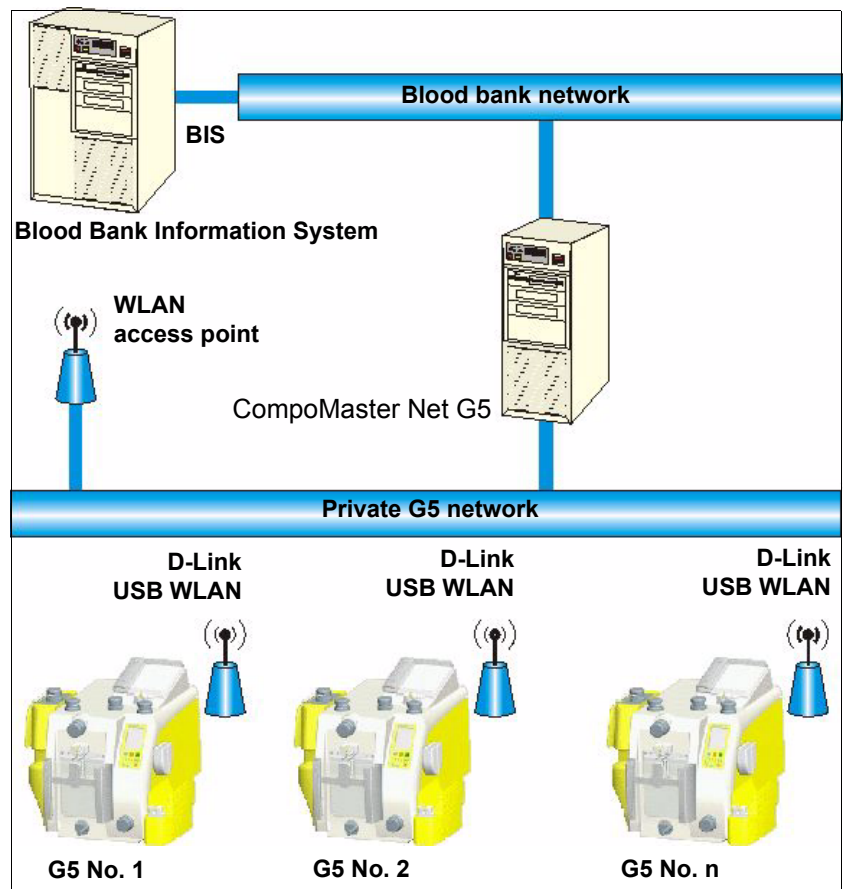 Blood bank network
BIS
Blood Bank Information System
WLAN
access point
CompoMaster Net G5
Private G5 network
D-Link
USB WLAN
D-Link
USB WLAN
D-Link
USB WLAN
G5 No. 1
G5 No. 2
G5 No. n